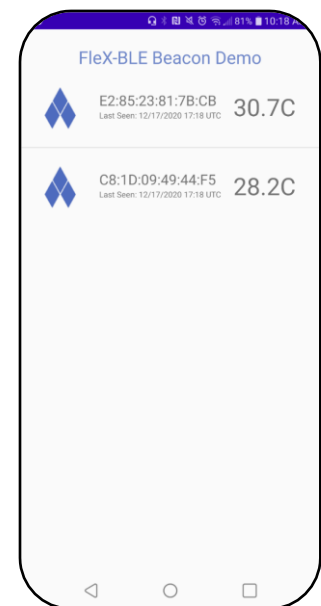 81% 10:18 A
FleX-BLE Beacon Demo
E2:85:23:81:7B:CB
Last Seen: 12/17/2020 17:18 UTC
30.7C
C8:1D:09:49:44:F5
Last Seen: 12/17/2020 17:18 UTC
28.2C